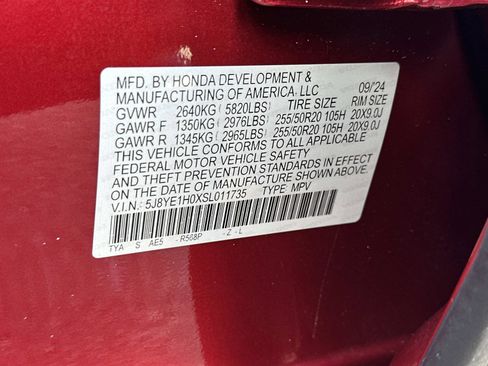 MFD. BY HONDA DEVELOPMENT &
MANUFACTURING OF AMERICA, LLC 09/'24
GVWR 2640KG 5820LBS TIRE SIZE RIM SIZE
GAWR F 1350KG 2976LBS 255/50R20 105H 20X9.0J
GAWR R 1345KG 2965LBS 255/50R20 105H 20X9.0J
THIS VEHICLE CONFORMS TO ALL APPLICABLE
FEDERAL MOTOR VEHICLE SAFETY,
BUMPER, AND THEFT PREVENTION STANDARDS IN EFFECT
ON THE DATE OF MANUFACTURE SHOWN ABOVE.
V.I.N.: 5J8YE1H0XSL011735 TYPE: MPV
TYA S AE5 - R568P - Z - L